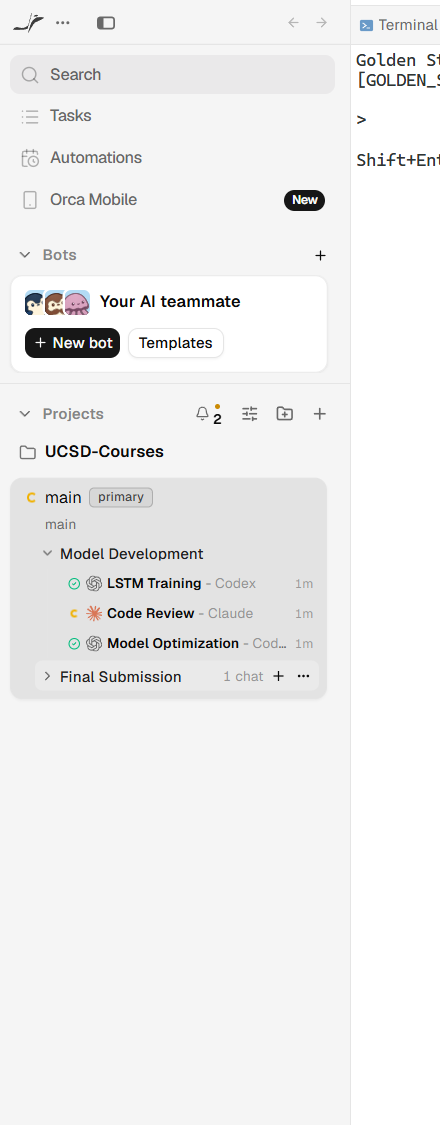 Search
Tasks
Automations
Orca Mobile New
Bots
Your AI teammate
New bot Templates
Projects 2
UCSD-Courses
main primary
main
Model Development
LSTM Training - Codex 1m
Code Review - Claude 1m
Model Optimization - Cod... 1m
Final Submission 1 chat
Terminal
Golden St
[GOLDEN_S
>
Shift+Ent